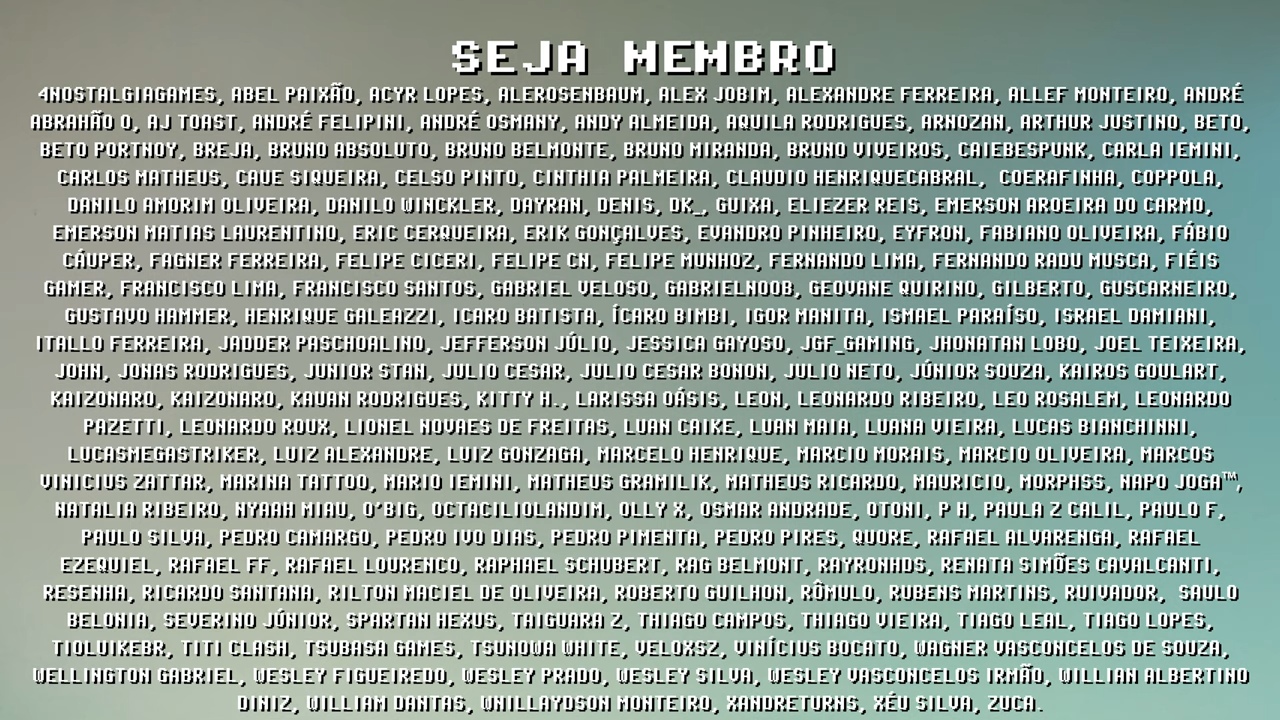 SEJA MEMBRO
4NOSTALGIAGAMES, ABEL PAIXÃO, ACYR LOPES, ALEROSENBAUM, ALEX JOBIM, ALEXANDRE FERREIRA, ALLEF MONTEIRO, ANDRÉ
ABRAHÃO O, AJ TOAST, ANDRÉ FELIPINI, ANDRÉ OSMANY, ANDY ALMEIDA, AQUILA RODRIGUES, ARNOZAN, ARTHUR JUSTINO, BETO,
BETO PORTNOY, BREJA, BRUNO ABSOLUTO, BRUNO BELMONTE, BRUNO MIRANDA, BRUNO VIVEIROS, CAIEBESPUNK, CARLA IEMINI,
CARLOS MATHEUS, CAUE SIQUEIRA, CELSO PINTO, CINTHIA PALMEIRA, CLAUDIO HENRIQUECABRAL, COERAFINHA, COPPOLA,
DANILO AMORIM OLIVEIRA, DANILO WINCKLER, DAYRAN, DENIS, DK_, GUIXA, ELIEZER REIS, EMERSON AROEIRA DO CARMO,
EMERSON MATIAS LAURENTINO, ERIC CERQUEIRA, ERIK GONÇALVES, EVANDRO PINHEIRO, EYFRON, FABIANO OLIVEIRA, FÁBIO
CÁUPER, FAGNER FERREIRA, FELIPE CICERI, FELIPE CN, FELIPE MUNHOZ, FERNANDO LIMA, FERNANDO RADU MUSCA, FIÉIS
GAMER, FRANCISCO LIMA, FRANCISCO SANTOS, GABRIEL VELOSO, GABRIELNOOB, GEOVANE QUIRINO, GILBERTO, GUSCARNEIRO,
GUSTAVO HAMMER, HENRIQUE GALEAZZI, ICARO BATISTA, ÍCARO BIMBI, IGOR MANITA, ISMAEL PARAÍSO, ISRAEL DAMIANI,
ITALLO FERREIRA, JADDER PASCHOALINO, JEFFERSON JÚLIO, JESSICA GAYOSO, JGF_GAMING, JHONATAN LOBO, JOEL TEIXEIRA,
JOHN, JONAS RODRIGUES, JUNIOR STAN, JULIO CESAR, JULIO CESAR BONON, JULIO NETO, JÚNIOR SOUZA, KAIROS GOULART,
KAIZONARO, KAIZONARO, KAUAN RODRIGUES, KITTY H., LARISSA OÁSIS, LEON, LEONARDO RIBEIRO, LEO ROSALEM, LEONARDO
PAZETTI, LEONARDO ROUX, LIONEL NOVAES DE FREITAS, LUAN CAIKE, LUAN MAIA, LUANA VIEIRA, LUCAS BIANCHINNI,
LUCASMEGASTRIKER, LUIZ ALEXANDRE, LUIZ GONZAGA, MARCELO HENRIQUE, MARCIO MORAIS, MARCIO OLIVEIRA, MARCOS
VINICIUS ZATTAR, MARINA TATTOO, MARIO IEMINI, MATHEUS GRAMILIK, MATHEUS RICARDO, MAURICIO, MORPHSS, NAPO JOGA™,
NATALIA RIBEIRO, NYAAH MIAU, O'BIG, OCTACILIOLANDIM, OLLY X, OSMAR ANDRADE, OTONI, P H, PAULA Z CALIL, PAULO F,
PAULO SILVA, PEDRO CAMARGO, PEDRO IVO DIAS, PEDRO PIMENTA, PEDRO PIRES, QUORE, RAFAEL ALVARENGA, RAFAEL
EZEQUIEL, RAFAEL FF, RAFAEL LOURENCO, RAPHAEL SCHUBERT, RAG BELMONT, RAYRONHDS, RENATA SIMÕES CAVALCANTI,
RESENHA, RICARDO SANTANA, RILTON MACIEL DE OLIVEIRA, ROBERTO GUILHON, RÔMULO, RUBENS MARTINS, RUIVADOR, SAULO
BELONIA, SEVERINO JÚNIOR, SPARTAN HEXUS, TAIGUARA Z, THIAGO CAMPOS, THIAGO VIEIRA, TIAGO LEAL, TIAGO LOPES,
TIOLUIKEBR, TITI CLASH, TSUBASA GAMES, TSUNOWA WHITE, VELOXSZ, VINÍCIUS BOCATO, WAGNER VASCONCELOS DE SOUZA,
WELLINGTON GABRIEL, WESLEY FIGUEIREDO, WESLEY PRADO, WESLEY SILVA, WESLEY VASCONCELOS IRMÃO, WILLIAN ALBERTINO
DINIZ, WILLIAM DANTAS, WNILLAYDSON MONTEIRO, XANDRETURNS, XÉU SILVA, ZUCA.